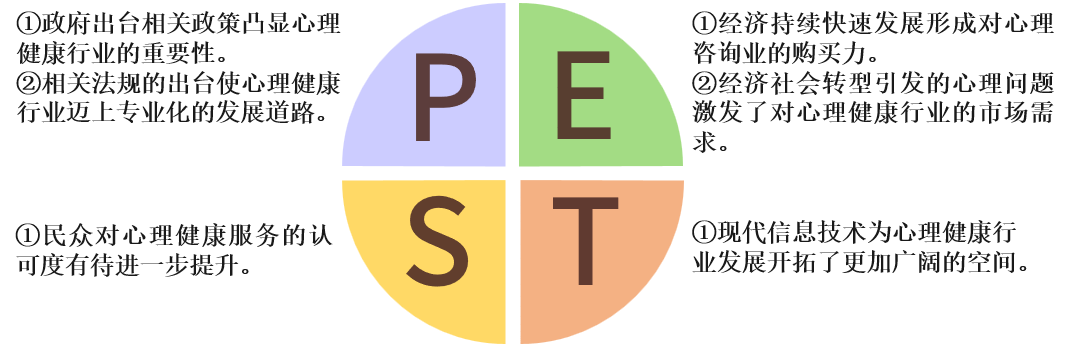 ①政府出台相关政策凸显心理
健康行业的重要性。
②相关法规的出台使心理健康
行业迈上专业化的发展道路。
P
E
①经济持续快速发展形成对心理
咨询业的购买力。
②经济社会转型引发的心理问题
激发了对心理健康行业的市场需
求。
①民众对心理健康服务的认
可度有待进一步提升。
S
T
①现代信息技术为心理健康行
业发展开拓了更加广阔的空间。